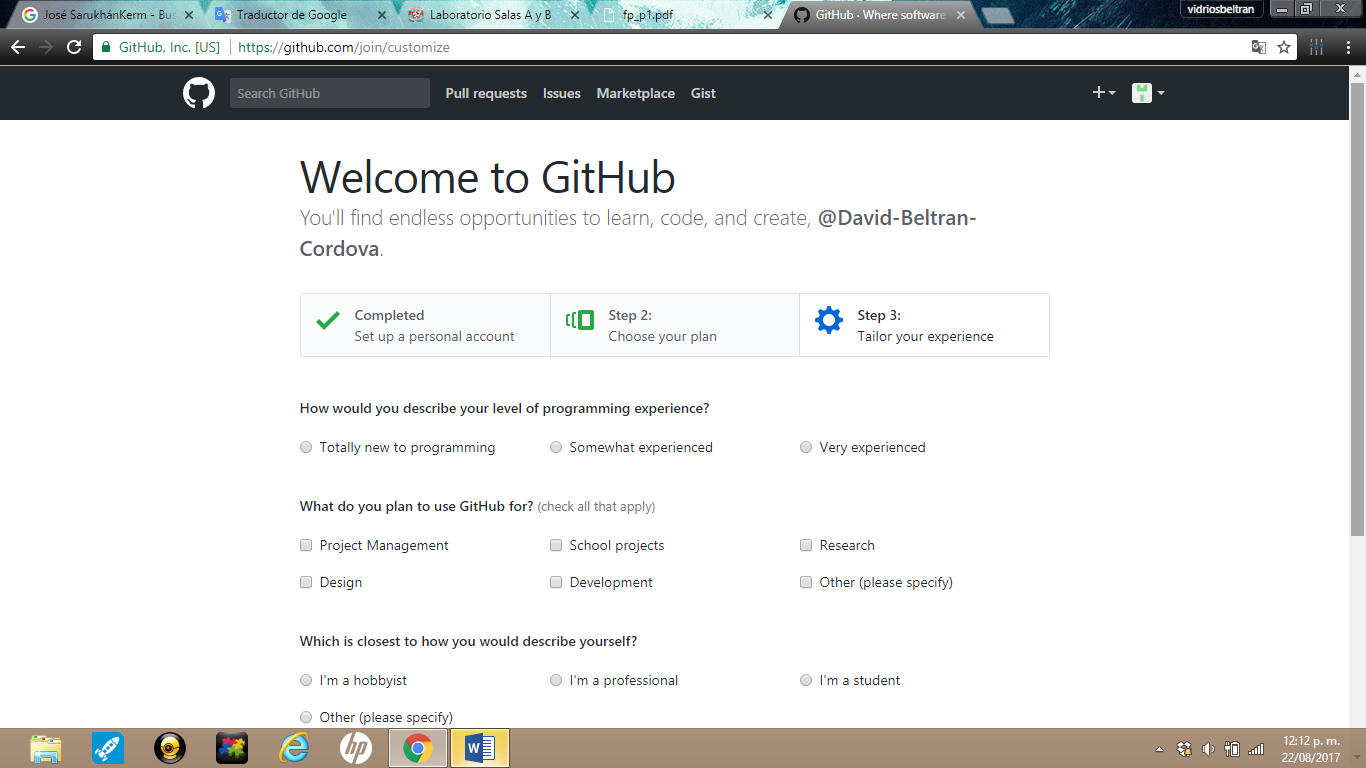 José SarukhánKerm - Bus
Traductor de Google
Laboratorio Salas A y B
fp_p1.pdf
GitHub · Where software
vidriosbeltran
GitHub, Inc. [US]
https://github.com/join/customize
Search GitHub
Pull requests
Issues
Marketplace
Gist
Welcome to GitHub
You'll find endless opportunities to learn, code, and create, @David-Beltran-
Cordova.
Completed
Set up a personal account
Step 2:
Choose your plan
Step 3:
Tailor your experience
How would you describe your level of programming experience?
Totally new to programming
Somewhat experienced
Very experienced
What do you plan to use GitHub for? (check all that apply)
Project Management
School projects
Research
Design
Development
Other (please specify)
Which is closest to how you would describe yourself?
I'm a hobbyist
I'm a professional
I'm a student
Other (please specify)
12:12 p. m.
22/08/2017